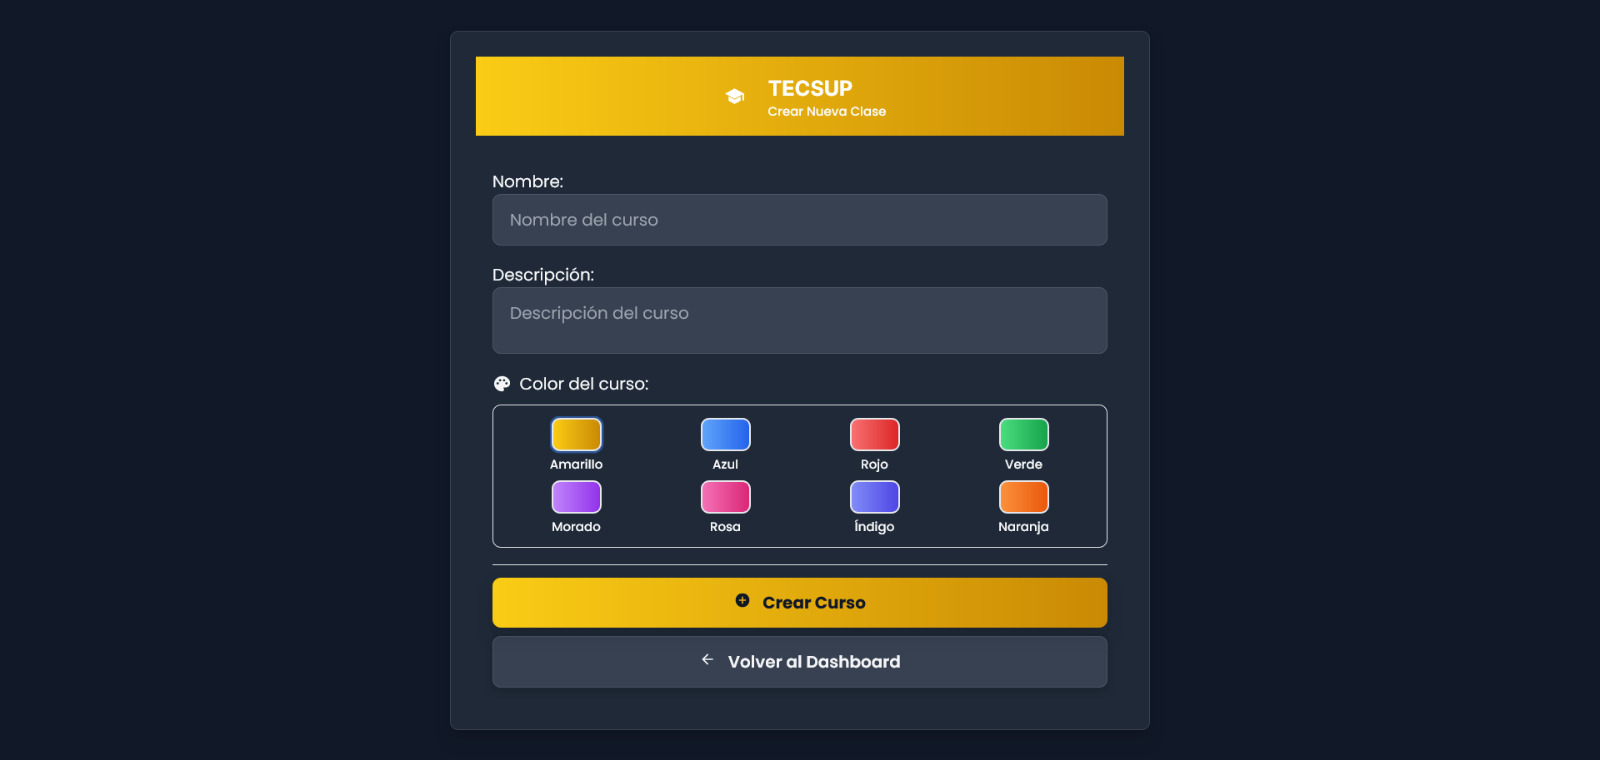 TECSUP
Crear Nueva Clase
Nombre:
Nombre del curso
Descripción:
Descripción del curso
Color del curso:
Amarillo
Azul
Rojo
Verde
Morado
Rosa
Índigo
Naranja
Crear Curso
Volver al Dashboard